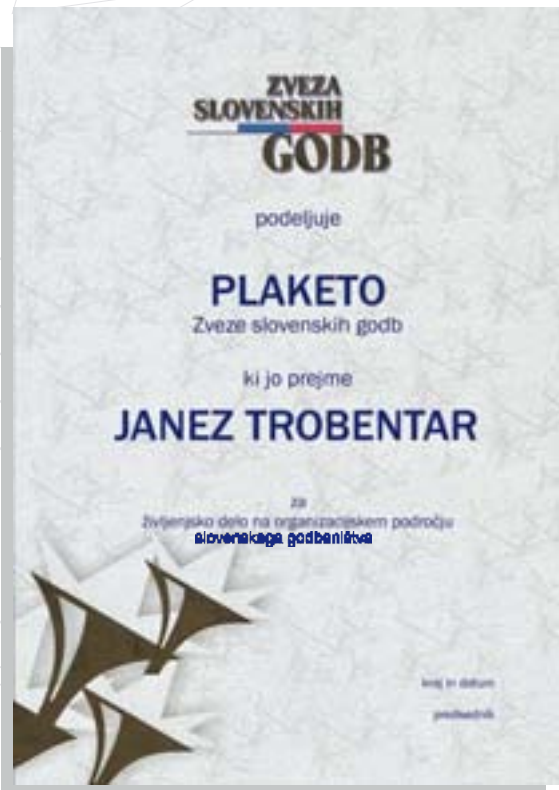 ZVEZA
SLOVENSKIH
GODB
podeljuje
PLAKETO
Zveze slovenskih godb
ki jo prejme
JANEZ TROBENTAR
za
življenjsko delo na organizacijskem področju
slovenskega godbeništva
kraj in datum
predsednik